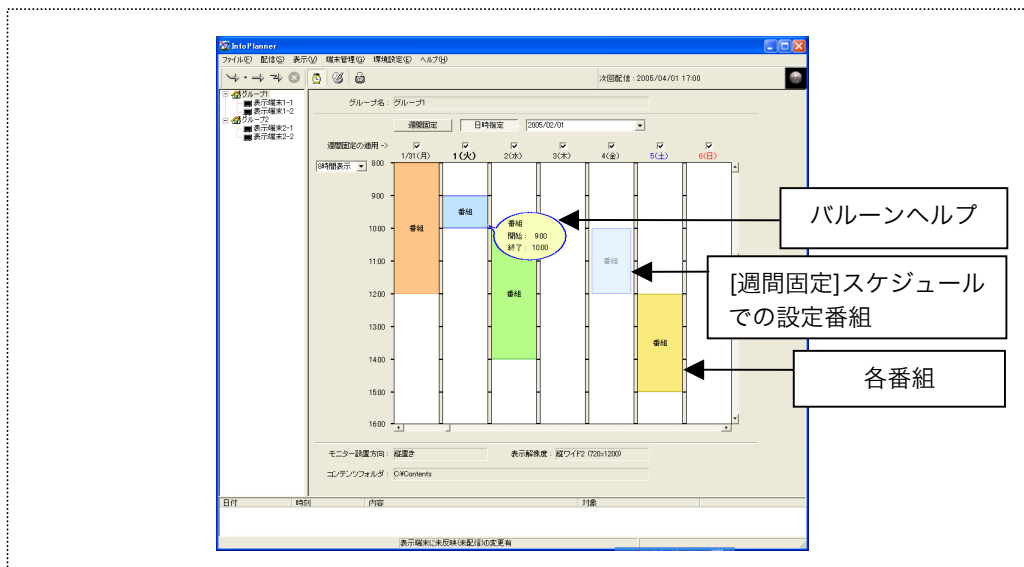 InfoPlanner
ファイル(F) 配信(S) 表示(V) 端末管理(G) 環境設定(E) ヘルプ(H)
次回配信 : 2005/04/01 17:00
グループ1
表示端末1-1
表示端末1-2
グループ2
表示端末2-1
表示端末2-2
グループ名 : グループ1
週間固定 日時指定 2005/02/01
週間固定の適用 ->
1/31(月) 1(火) 2(水) 3(木) 4(金) 5(土) 6(日)
8時間表示
8:00
9:00
10:00
11:00
12:00
13:00
14:00
15:00
16:00
番組
番組
番組
開始 : 9:00
終了 : 10:00
番組
番組
番組
バルーンヘルプ
[週間固定]スケジュール
での設定番組
各番組
モニター設置方向 : 縦置き 表示解像度 : 縦ワイド2 (720x1200)
コンテンツフォルダ : C:¥Contents
日付 時刻 内容 対象
表示端末に未反映(未配信)の変更有